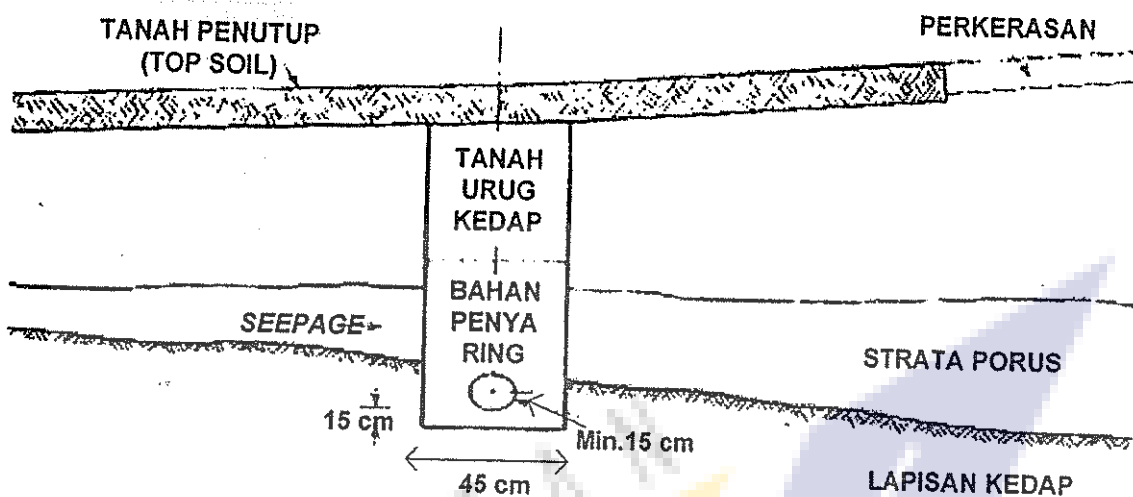 TANAH PENUTUP
(TOP SOIL)
PERKERASAN
TANAH
URUG
KEDAP
BAHAN
PENYA
RING
SEEPAGE
STRATA PORUS
15 cm
Min.15 cm
45 cm
LAPISAN KEDAP